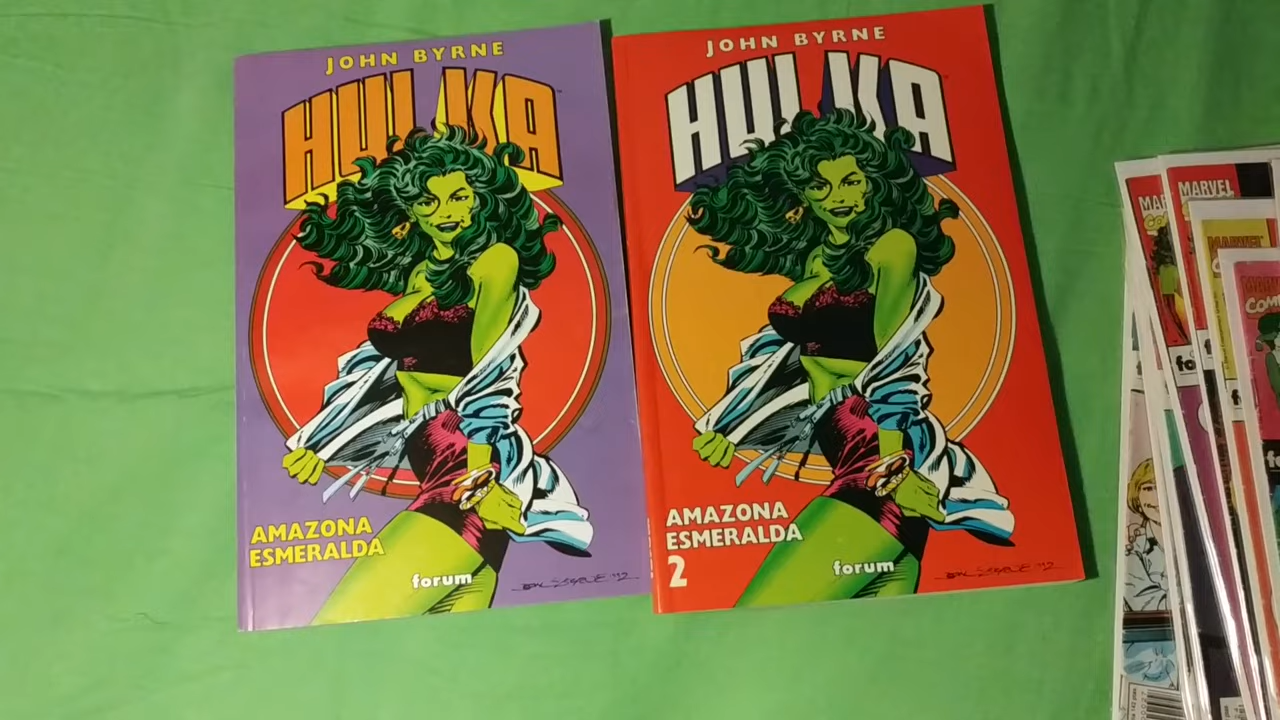 JOHN BYRNE
HULKA
AMAZONA
ESMERALDA
forum
JOHN BYRNE
HULKA
AMAZONA
ESMERALDA
2
forum
MARVEL
MARVEL